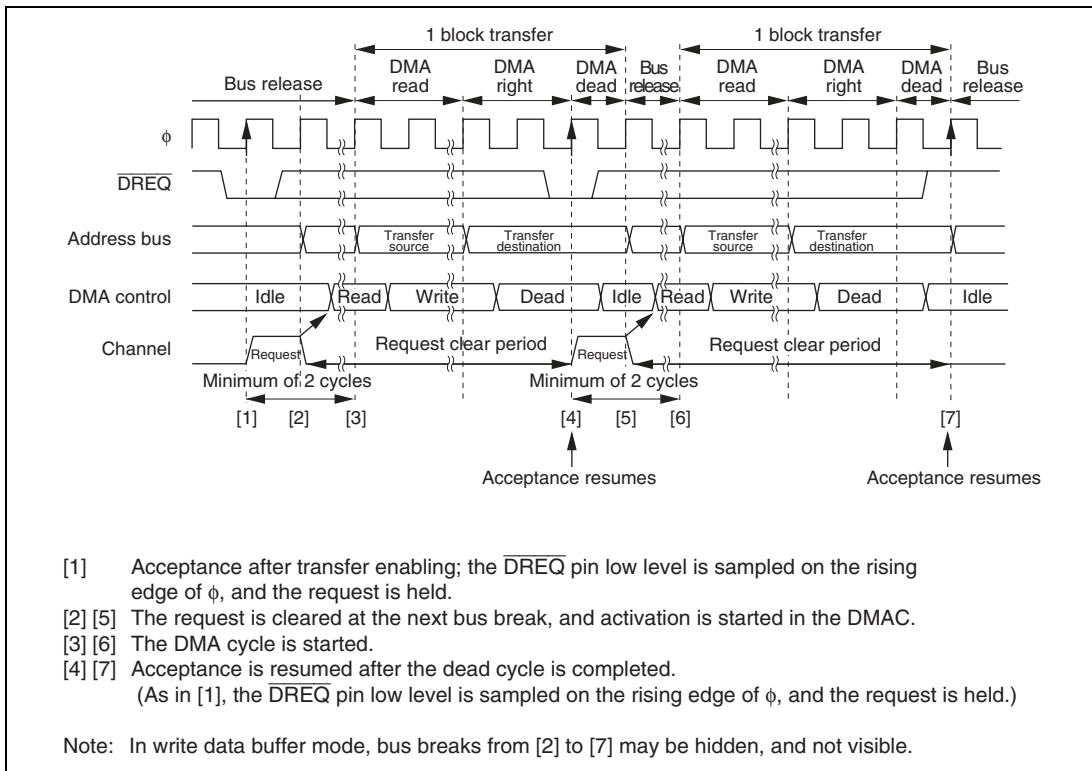 1 block transfer 1 block transfer
Bus release DMA read DMA right DMA dead Bus release DMA read DMA right DMA dead Bus release
ϕ
DREQ
Address bus Transfer source Transfer destination Transfer source Transfer destination
DMA control Idle Read Write Dead Idle Read Write Dead Idle
Channel Request Request clear period Request Request clear period
Minimum of 2 cycles Minimum of 2 cycles
[1] [2] [3] [4] [5] [6] [7]
Acceptance resumes Acceptance resumes
[1] Acceptance after transfer enabling; the DREQ pin low level is sampled on the rising
edge of ϕ, and the request is held.
[2] [5] The request is cleared at the next bus break, and activation is started in the DMAC.
[3] [6] The DMA cycle is started.
[4] [7] Acceptance is resumed after the dead cycle is completed.
(As in [1], the DREQ pin low level is sampled on the rising edge of ϕ, and the request is held.)
Note: In write data buffer mode, bus breaks from [2] to [7] may be hidden, and not visible.